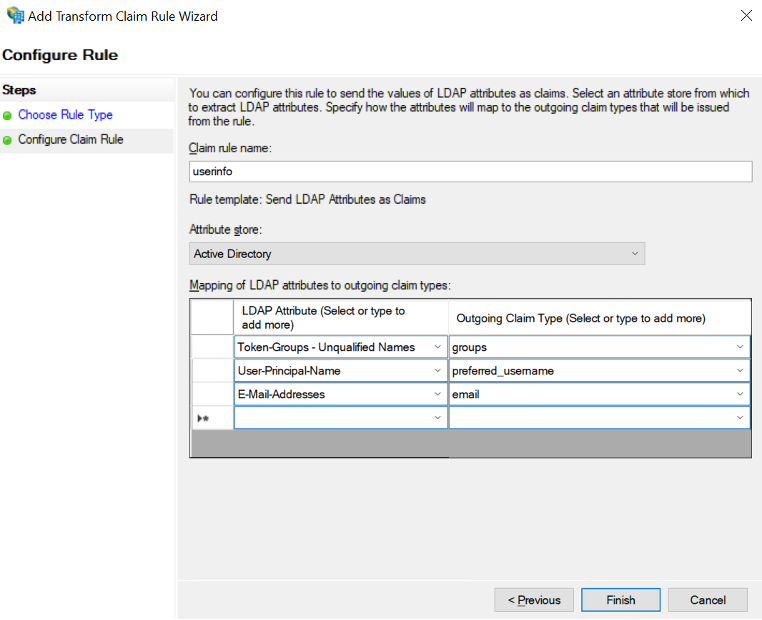 Add Transform Claim Rule Wizard
Configure Rule
Steps
Choose Rule Type
Configure Claim Rule
You can configure this rule to send the values of LDAP attributes as claims. Select an attribute store from which
to extract LDAP attributes. Specify how the attributes will map to the outgoing claim types that will be issued
from the rule.
Claim rule name:
userinfo
Rule template: Send LDAP Attributes as Claims
Attribute store:
Active Directory
Mapping of LDAP attributes to outgoing claim types:
LDAP Attribute (Select or type to
add more)
Outgoing Claim Type (Select or type to add more)
Token-Groups - Unqualified Names
groups
User-Principal-Name
preferred_username
E-Mail-Addresses
email
< Previous
Finish
Cancel